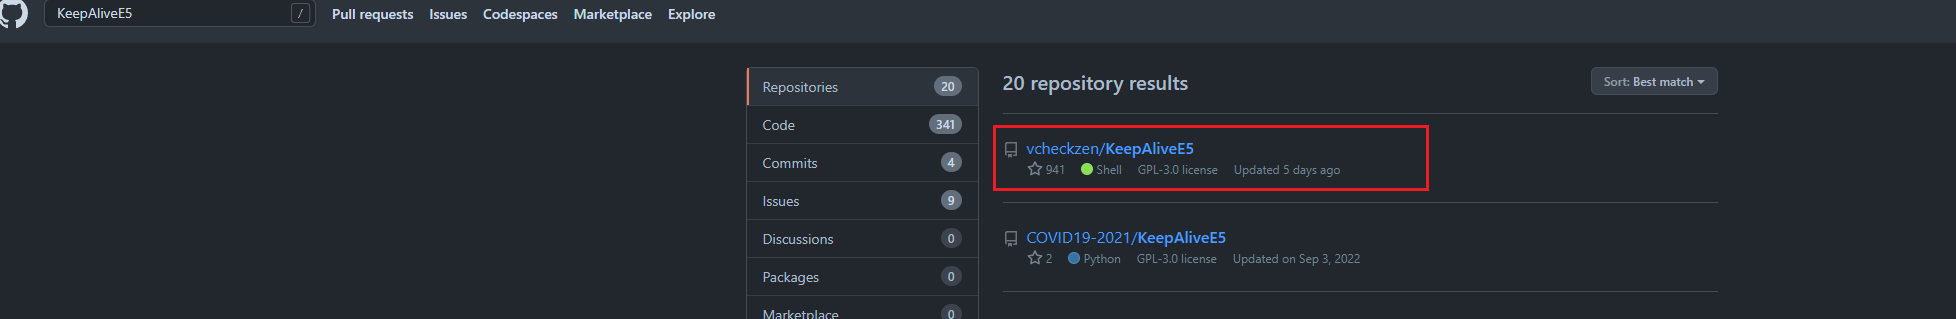 KeepAliveE5 / Pull requests Issues Codespaces Marketplace Explore
Repositories 20
Code 341
Commits 4
Issues 9
Discussions 0
Packages 0
Marketplace 0
20 repository results
Sort: Best match
vcheckzen/KeepAliveE5
941 Shell GPL-3.0 license Updated 5 days ago
COVID19-2021/KeepAliveE5
2 Python GPL-3.0 license Updated on Sep 3, 2022